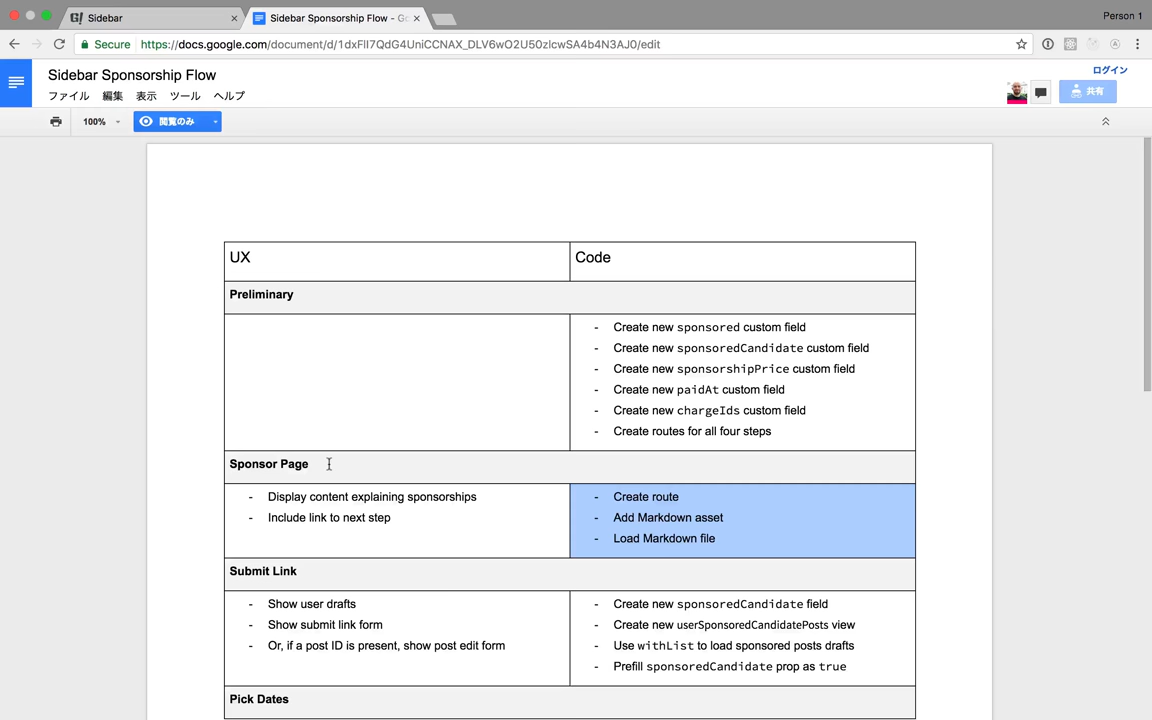 Sidebar
Sidebar Sponsorship Flow - Go
Person 1
Secure
https://docs.google.com/document/d/1dxFlI7QdG4UniCCNAX_DLV6wO2U50zlcwSA4b4N3AJ0/edit
Sidebar Sponsorship Flow
ログイン
ファイル 編集 表示 ツール ヘルプ
共有
100%
閲覧のみ
UX
Code
Preliminary
- Create new sponsored custom field
- Create new sponsoredCandidate custom field
- Create new sponsorshipPrice custom field
- Create new paidAt custom field
- Create new chargeIds custom field
- Create routes for all four steps
Sponsor Page
- Display content explaining sponsorships
- Include link to next step
- Create route
- Add Markdown asset
- Load Markdown file
Submit Link
- Show user drafts
- Show submit link form
- Or, if a post ID is present, show post edit form
- Create new sponsoredCandidate field
- Create new userSponsoredCandidatePosts view
- Use withList to load sponsored posts drafts
- Prefill sponsoredCandidate prop as true
Pick Dates